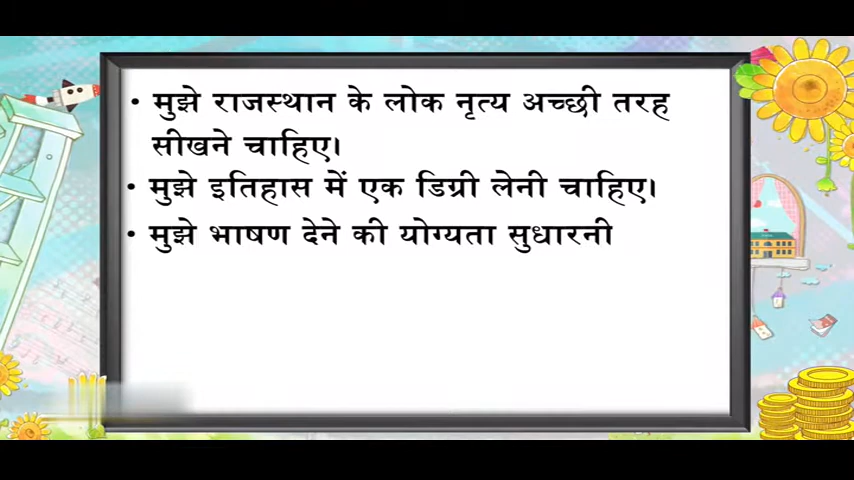 • मुझे राजस्थान के लोक नृत्य अच्छी तरह
सीखने चाहिए।
• मुझे इतिहास में एक डिग्री लेनी चाहिए।
• मुझे भाषण देने की योग्यता सुधारनी